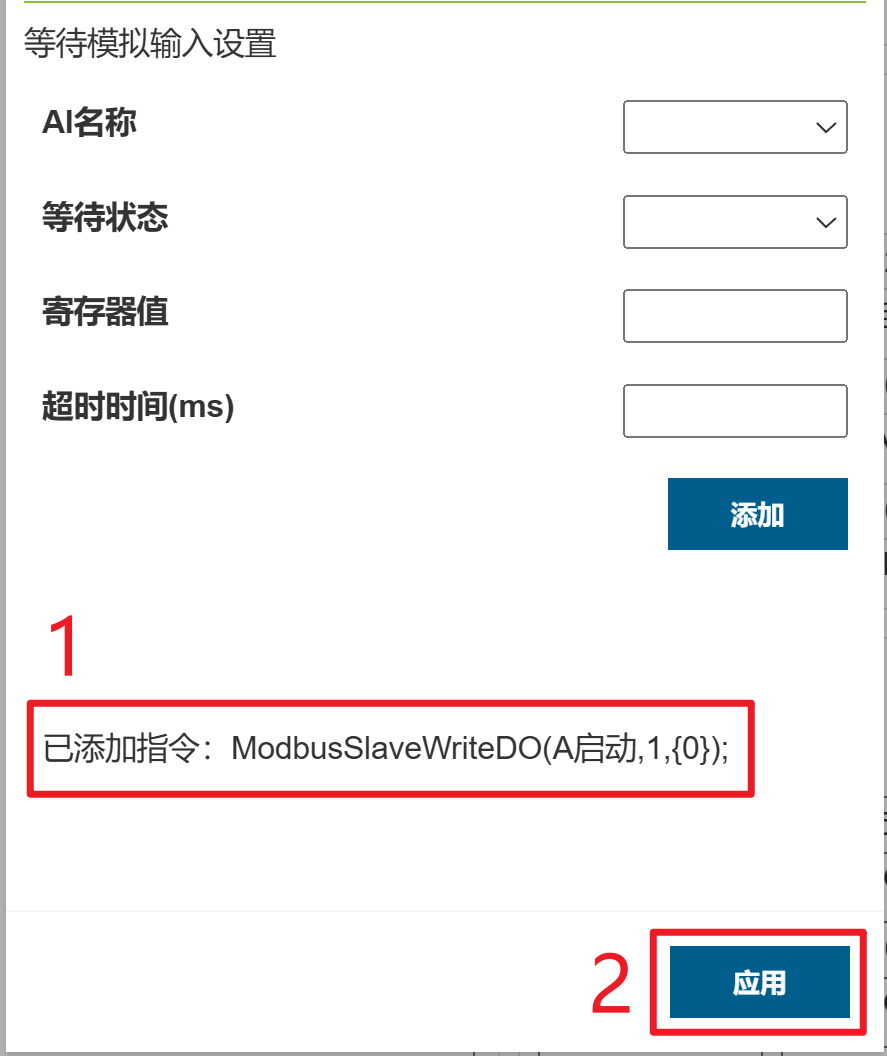 等待模拟输入设置
AI名称
等待状态
寄存器值
超时时间(ms)
添加
1
已添加指令：ModbusSlaveWriteDO(A启动,1,{0});
2
应用